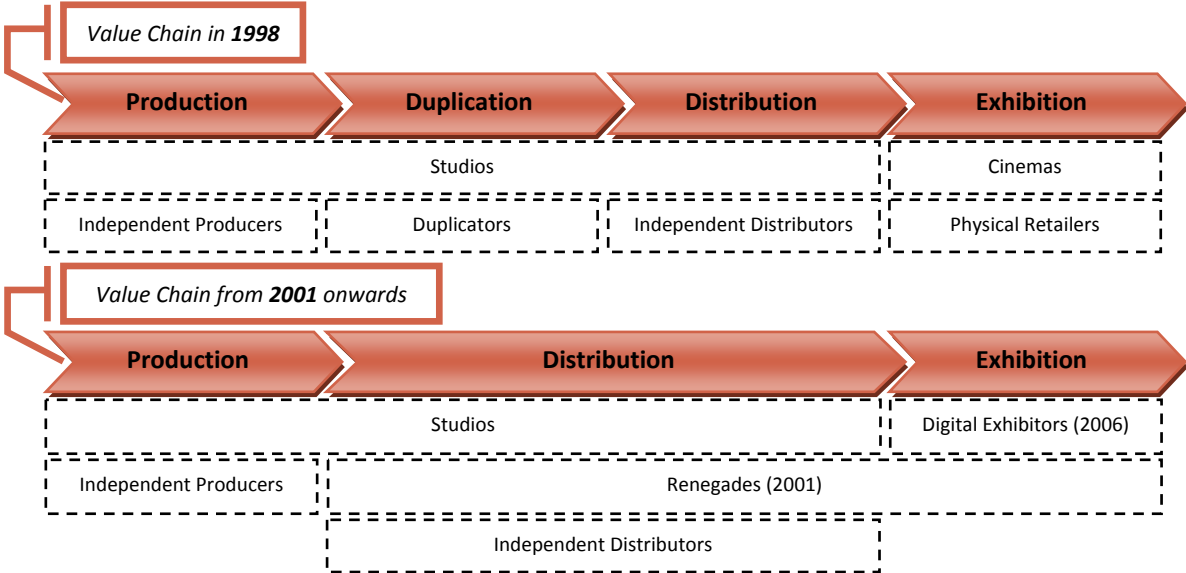 Value Chain in 1998
Production Duplication Distribution Exhibition
Studios Cinemas
Independent Producers Duplicators Independent Distributors Physical Retailers
Value Chain from 2001 onwards
Production Distribution Exhibition
Studios Digital Exhibitors (2006)
Independent Producers Renegades (2001)
Independent Distributors